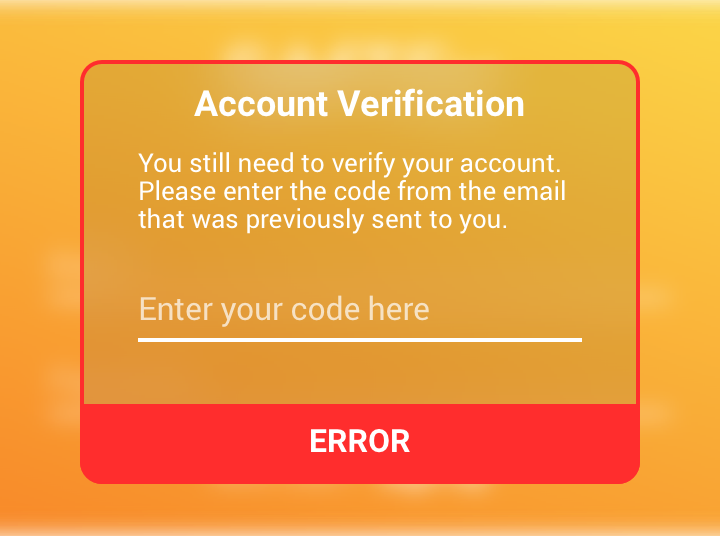 Account Verification
You still need to verify your account.
Please enter the code from the email
that was previously sent to you.
Enter your code here
ERROR